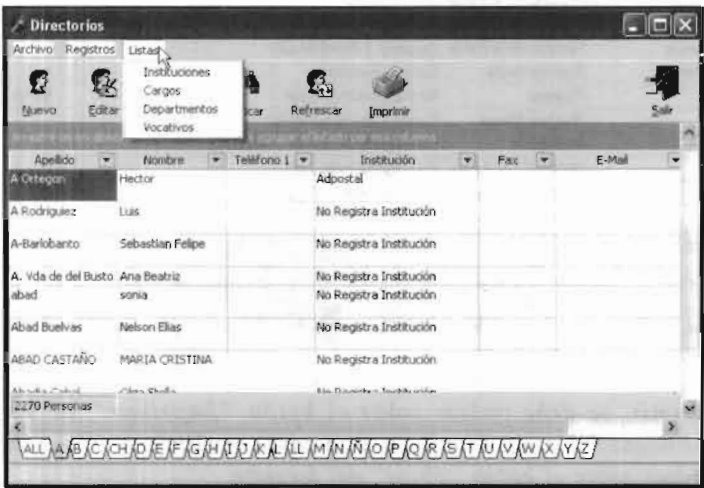 Directorios
Archivo Registros Listas
Instituciones
Cargos
Departmentos
Vocativos
Nuevo Editar Refrescar Imprimir Salir
Apellido Nombre Teléfono 1 Institución Fax E-Mail
A Ortegon Hector Adpostal
A Rodriguiez Luis No Registra Institución
A-Barlobanto Sebastian Felipe No Registra Institución
A. Vda de del Busto Ana Beatriz No Registra Institución
abad sonia No Registra Institución
Abad Buelvas Nelson Elias No Registra Institución
ABAD CASTAÑO MARIA CRISTINA No Registra Institución
2270 Personas
ALL A B C CH D E F G H I J K L LL M N Ñ O P Q R S T U V W X Y Z